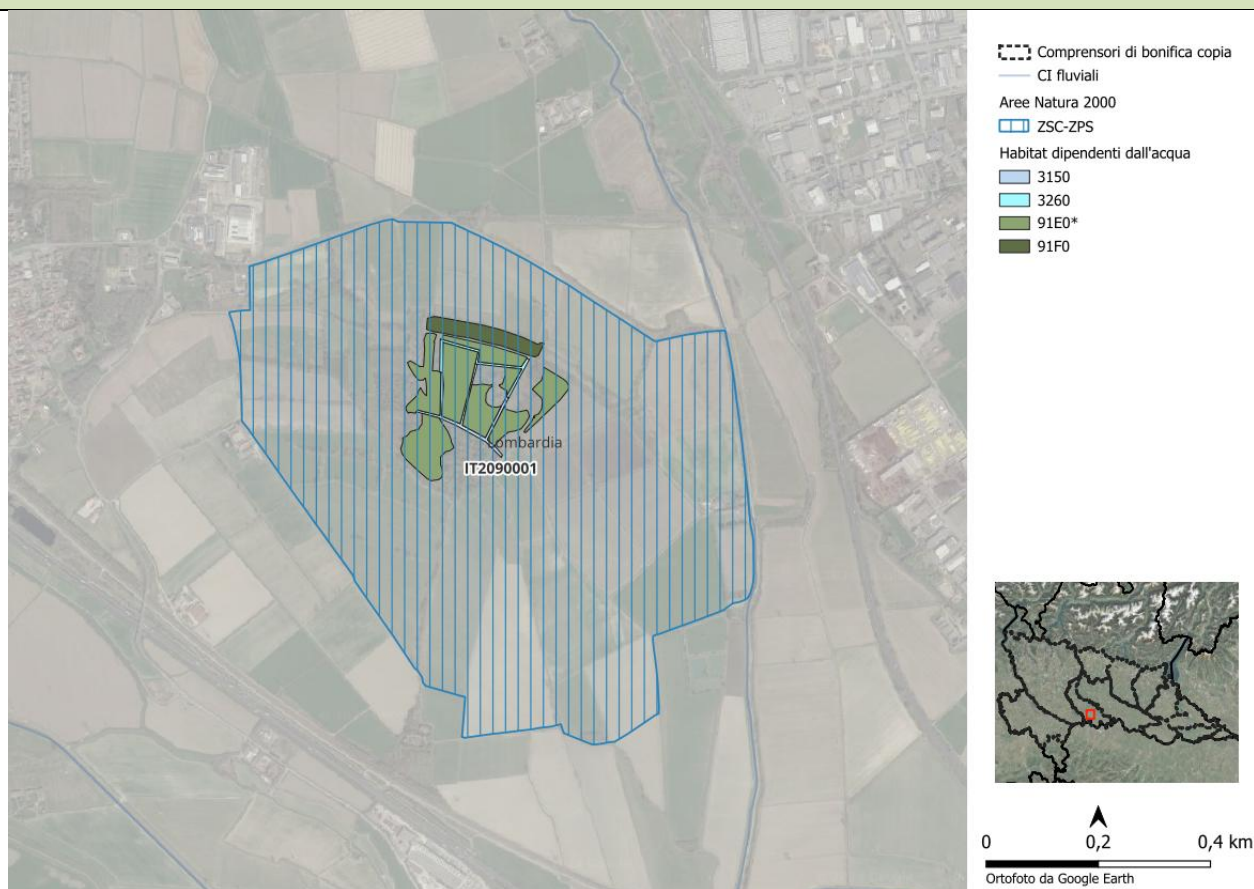 Comprensori di bonifica copia
CI fluviali
Aree Natura 2000
ZSC-ZPS
Habitat dipendenti dall'acqua
3150
3260
91E0*
91F0
Lombardia
IT2090001
0 0,2 0,4 km
Ortofoto da Google Earth